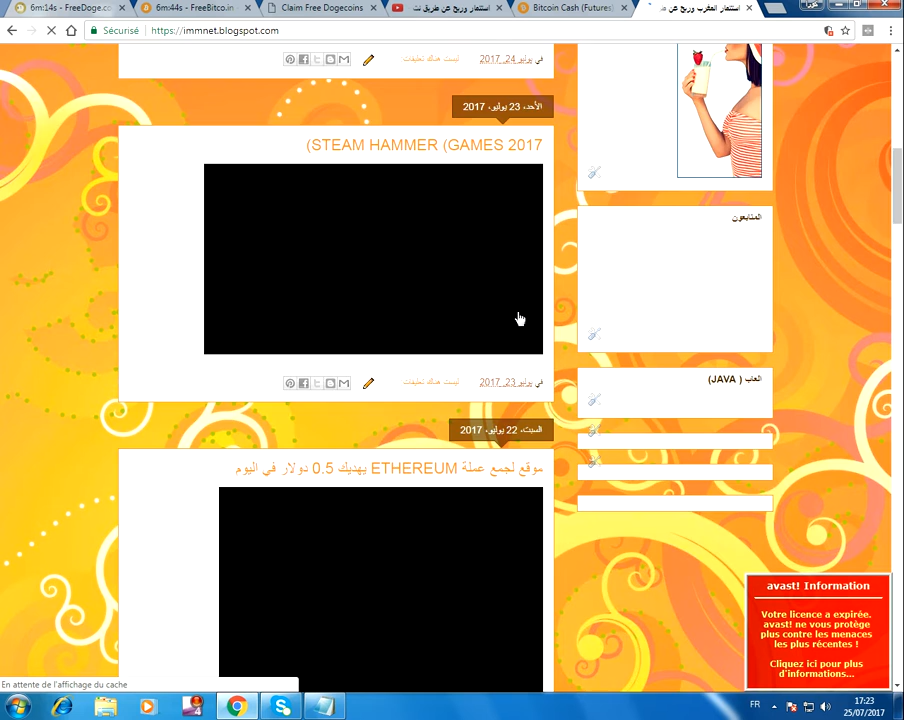 6m:14s - FreeDoge.co
6m:44s - FreeBitco.in
Claim Free Dogecoins
استثمار وربح عن طريق نت
Bitcoin Cash (Futures)
استثمار المغرب وربح عن
Sécurisé
https://immnet.blogspot.com
في يوليو 24, 2017
ليست هناك تعليقات
الأحد، 23 يوليو، 2017
(STEAM HAMMER (GAMES 2017
في يوليو 23, 2017
ليست هناك تعليقات
السبت، 22 يوليو، 2017
موقع لجمع عسلة ETHEREUM يهديك 0.5 دولار في اليوم
المتابعون
العاب ( JAVA)
avast! Information
Votre licence a expirée.
avast! ne vous protège
plus contre les menaces
les plus récentes !
Cliquez ici pour plus
d'informations...
En attente de l'affichage du cache
FR
17:23
25/07/2017